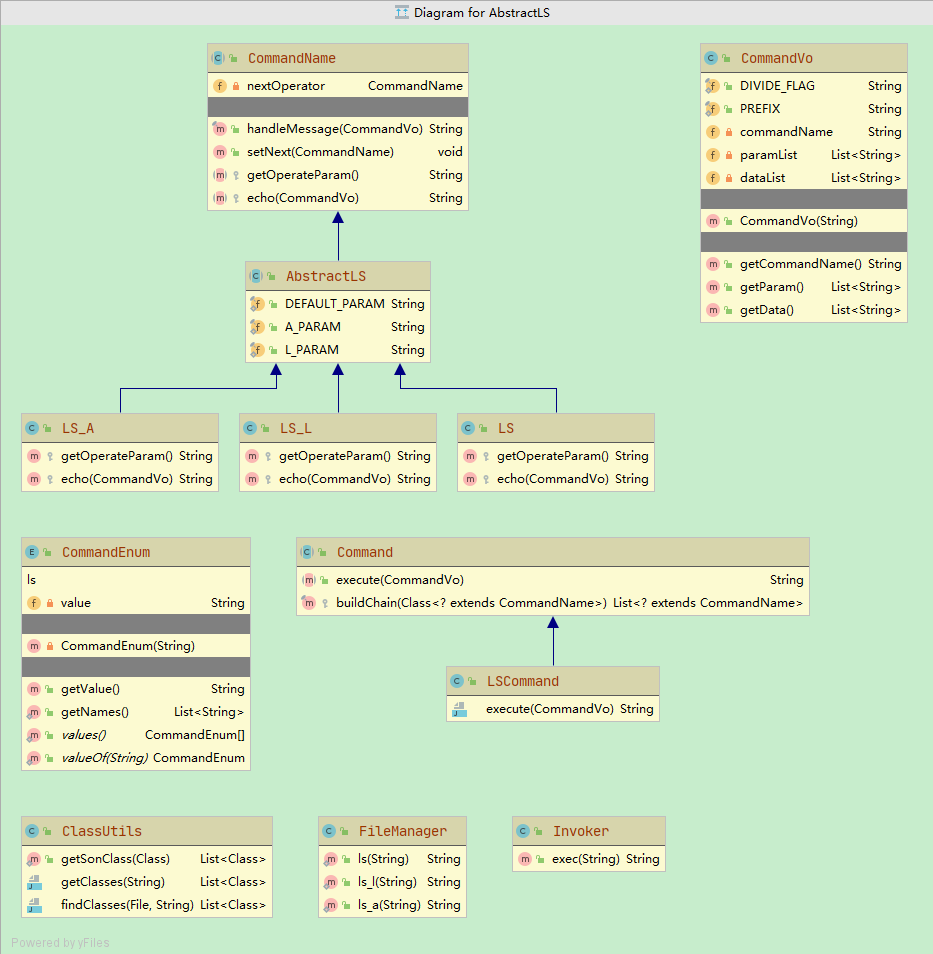 Diagram for AbstractLS
CommandName
nextOperator CommandName
handleMessage(CommandVo) String
setNext(CommandName) void
getOperateParam() String
echo(CommandVo) String
CommandVo
DIVIDE_FLAG String
PREFIX String
commandName String
paramList List<String>
dataList List<String>
CommandVo(String)
getCommandName() String
getParam() List<String>
getData() List<String>
AbstractLS
DEFAULT_PARAM String
A_PARAM String
L_PARAM String
LS_A
getOperateParam() String
echo(CommandVo) String
LS_L
getOperateParam() String
echo(CommandVo) String
LS
getOperateParam() String
echo(CommandVo) String
CommandEnum
ls
value String
CommandEnum(String)
getValue() String
getNames() List<String>
values() CommandEnum[]
valueOf(String) CommandEnum
Command
execute(CommandVo) String
buildChain(Class<? extends CommandName>) List<? extends CommandName>
LSCommand
execute(CommandVo) String
ClassUtils
getSonClass(Class) List<Class>
getClasses(String) List<Class>
findClasses(File, String) List<Class>
FileManager
ls(String) String
ls_l(String) String
ls_a(String) String
Invoker
exec(String) String
Powered by yFiles